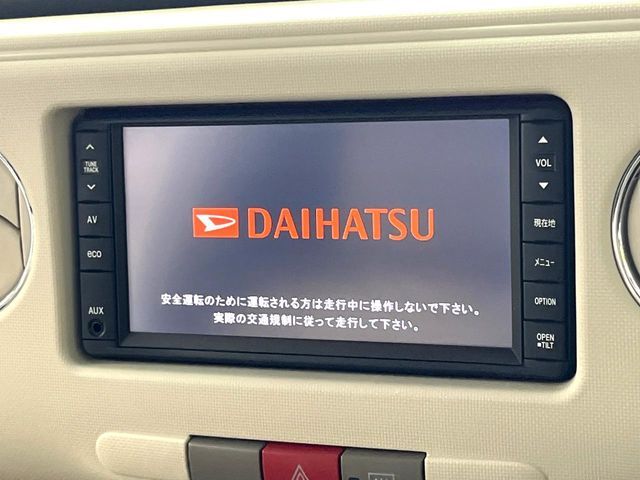 TUNE
TRACK
AV
eco
AUX
DAIHATSU
安全運転のために運転される方は走行中に操作しないで下さい。
実際の交通規制に従って走行して下さい。
VOL
現在地
メニュー
OPTION
OPEN
■TILT